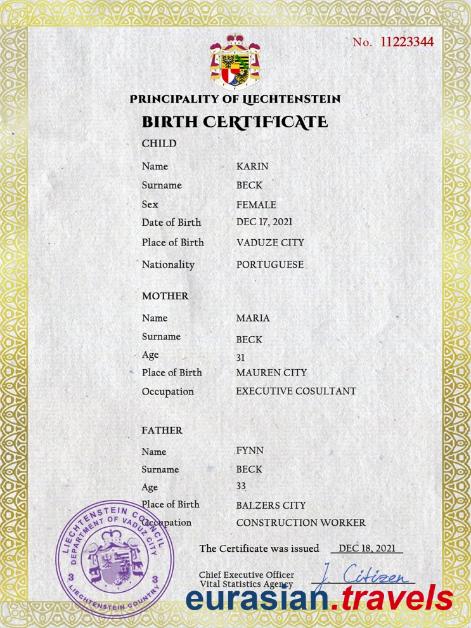 No. 11223344
PRINCIPALITY OF LIECHTENSTEIN
BIRTH CERTIFICATE
CHILD
Name KARIN
Surname BECK
Sex FEMALE
Date of Birth DEC 17, 2021
Place of Birth VADUZE CITY
Nationality PORTUGUESE
MOTHER
Name MARIA
Surname BECK
Age 31
Place of Birth MAUREN CITY
Occupation EXECUTIVE COSULTANT
FATHER
Name FYNN
Surname BECK
Age 33
Place of Birth BALZERS CITY
Occupation CONSTRUCTION WORKER
LIECHTENSTEIN COUNCIL
DEPARTMENT OF VADUZ CITY
3 3
LIECHTENSTEIN COUNTRY
The Certificate was issued DEC 18, 2021
Chief Executive Officer
Vital Statistics Agency J. Citizen
eurasian.travels